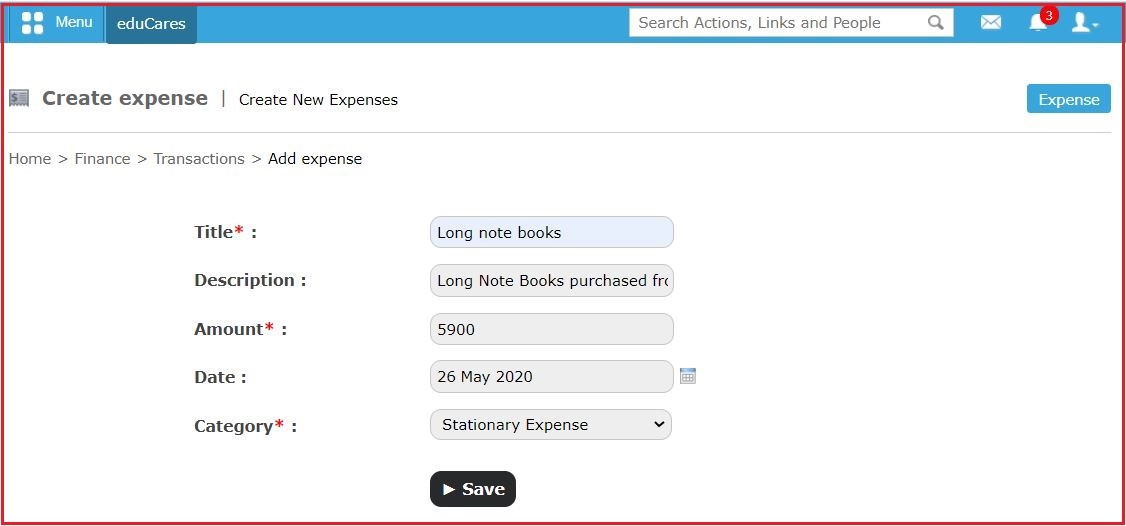 Menu eduCares Search Actions, Links and People 3
Create expense | Create New Expenses Expense
Home > Finance > Transactions > Add expense
Title* : Long note books
Description : Long Note Books purchased fro
Amount* : 5900
Date : 26 May 2020
Category* : Stationary Expense
► Save